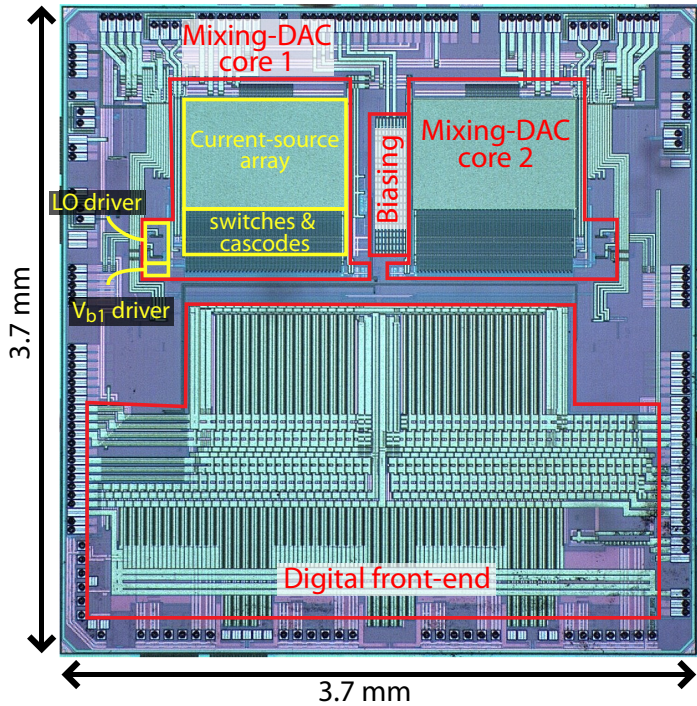 Mixing-DAC
core 1
Current-source
array
Mixing-DAC
core 2
Biasing
LO driver
switches &
cascodes
Vb1 driver
3.7 mm
Digital front-end
3.7 mm